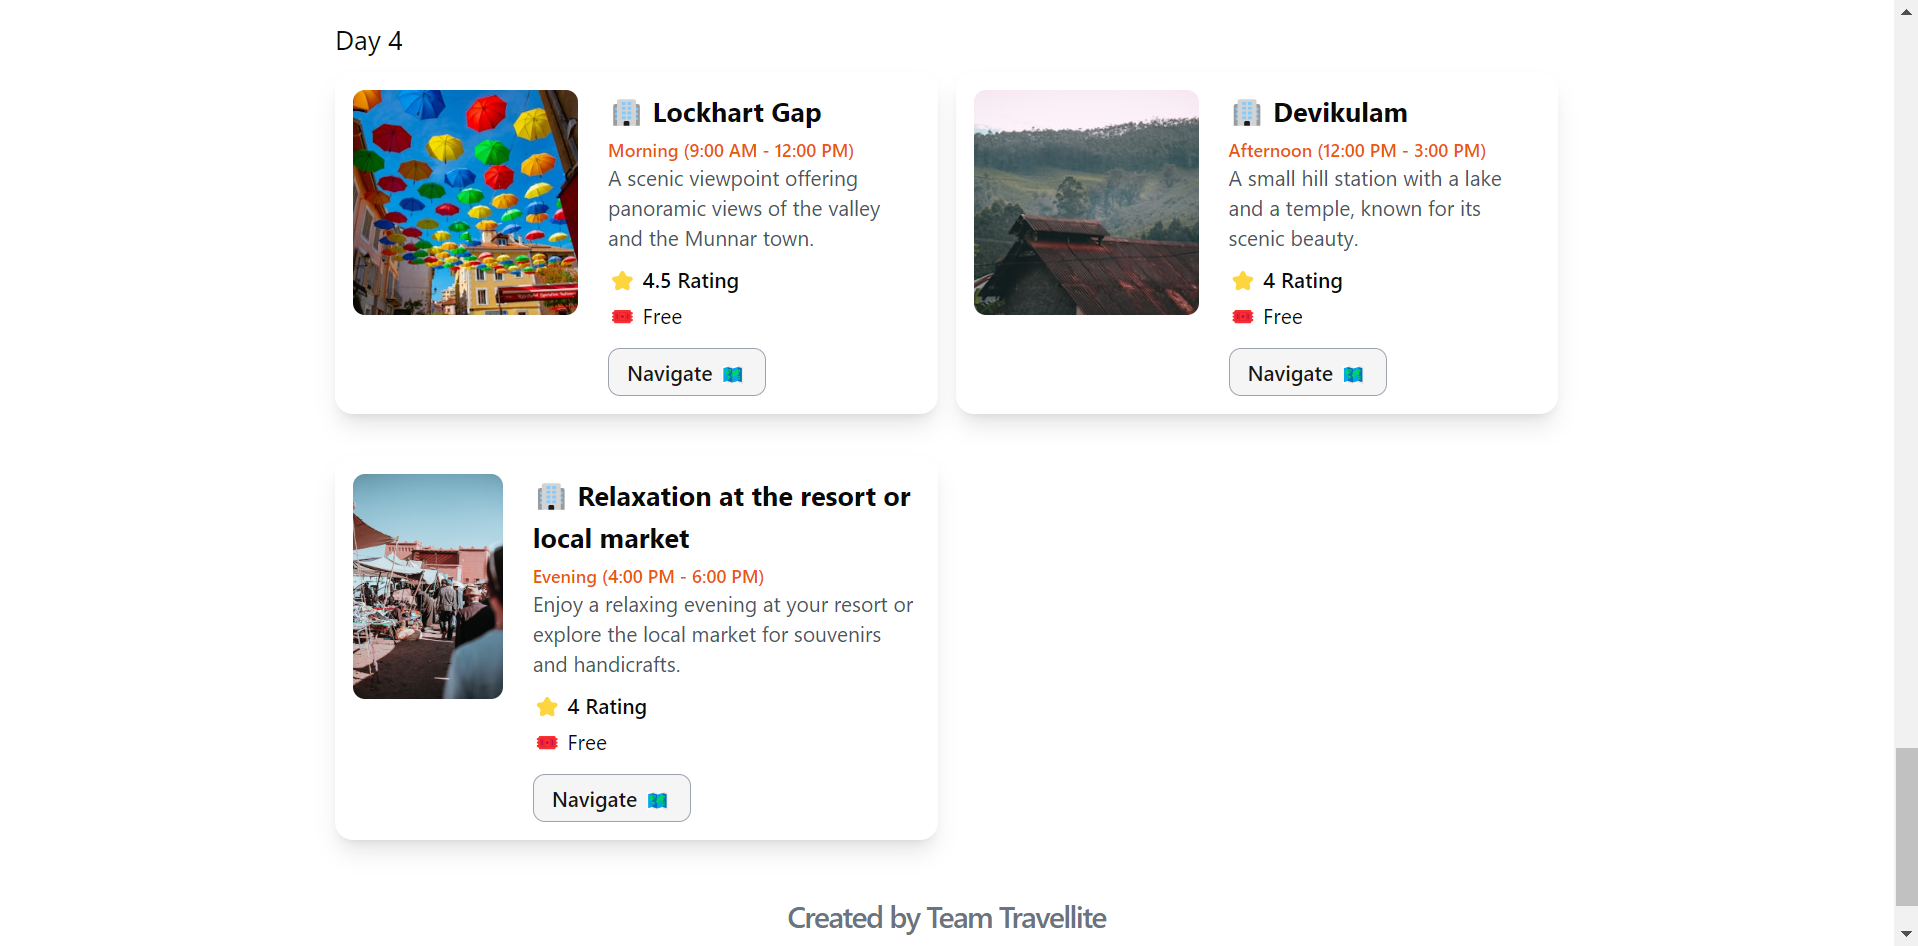 Day 4
Lockhart Gap
Morning (9:00 AM - 12:00 PM)
A scenic viewpoint offering
panoramic views of the valley
and the Munnar town.
4.5 Rating
Free
Navigate
Devikulam
Afternoon (12:00 PM - 3:00 PM)
A small hill station with a lake
and a temple, known for its
scenic beauty.
4 Rating
Free
Navigate
Relaxation at the resort or
local market
Evening (4:00 PM - 6:00 PM)
Enjoy a relaxing evening at your resort or
explore the local market for souvenirs
and handicrafts.
4 Rating
Free
Navigate
Created by Team Travellite